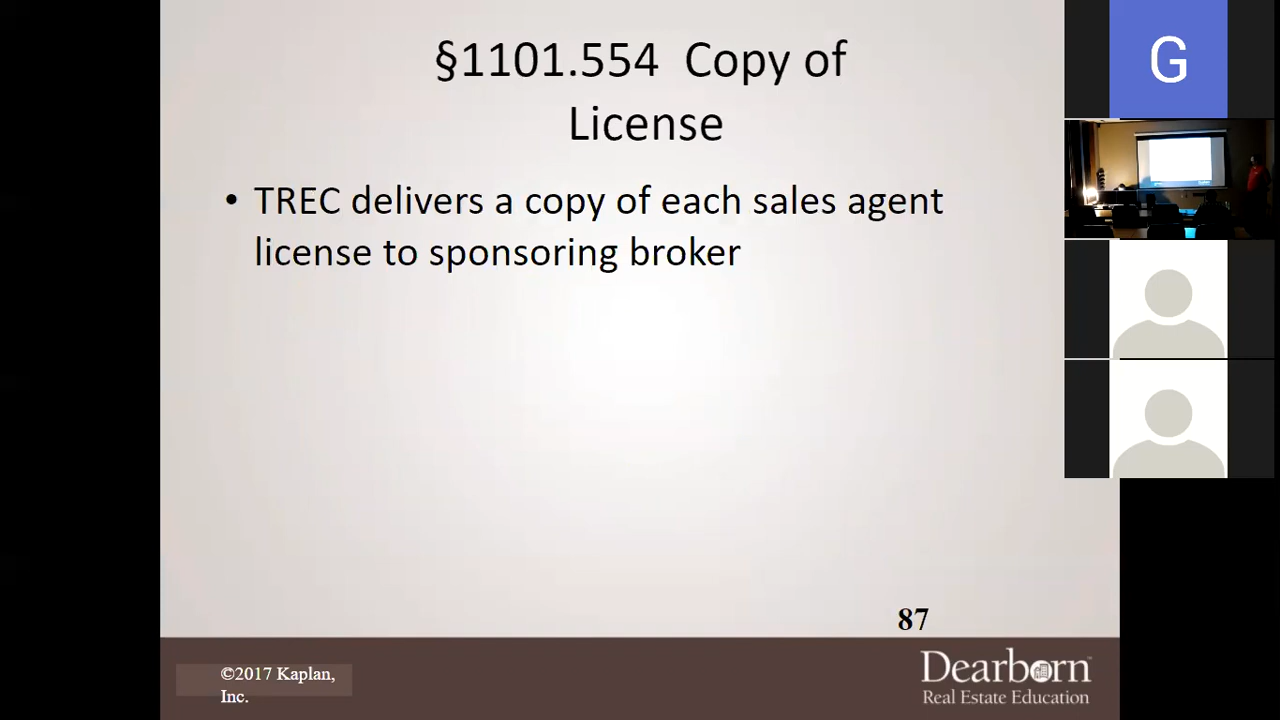 §1101.554 Copy of
License
• TREC delivers a copy of each sales agent
license to sponsoring broker
87
©2017 Kaplan,
Inc.
Dearborn™
Real Estate Education
G